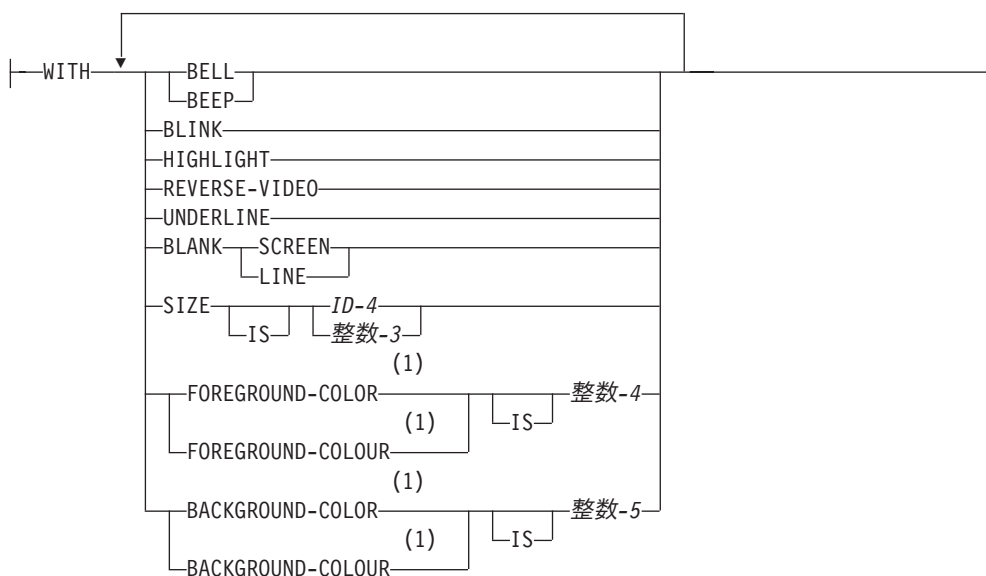 WITH BELL
BEEP
BLINK
HIGHLIGHT
REVERSE-VIDEO
UNDERLINE
BLANK SCREEN
LINE
SIZE ID-4
IS 整数-3
(1)
FOREGROUND-COLOR 整数-4
(1) IS
FOREGROUND-COLOUR
(1)
BACKGROUND-COLOR 整数-5
(1) IS
BACKGROUND-COLOUR